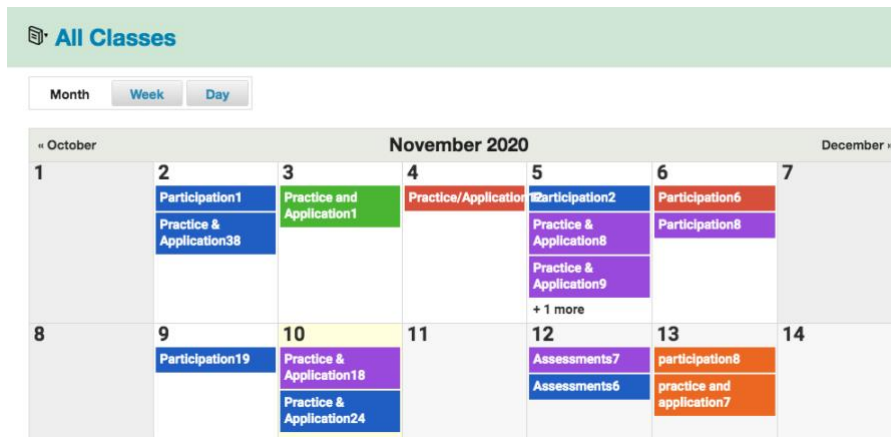 All Classes
Month Week Day
« October November 2020 December »
1 2 3 4 5 6 7
Participation1
Practice &
Application38
Practice and
Application1
Practice/Application12
Participation2
Practice &
Application8
Practice &
Application9
+ 1 more
Participation6
Participation8
8 9 10 11 12 13 14
Participation19
Practice &
Application18
Practice &
Application24
Assessments7
Assessments6
participation8
practice and
application7